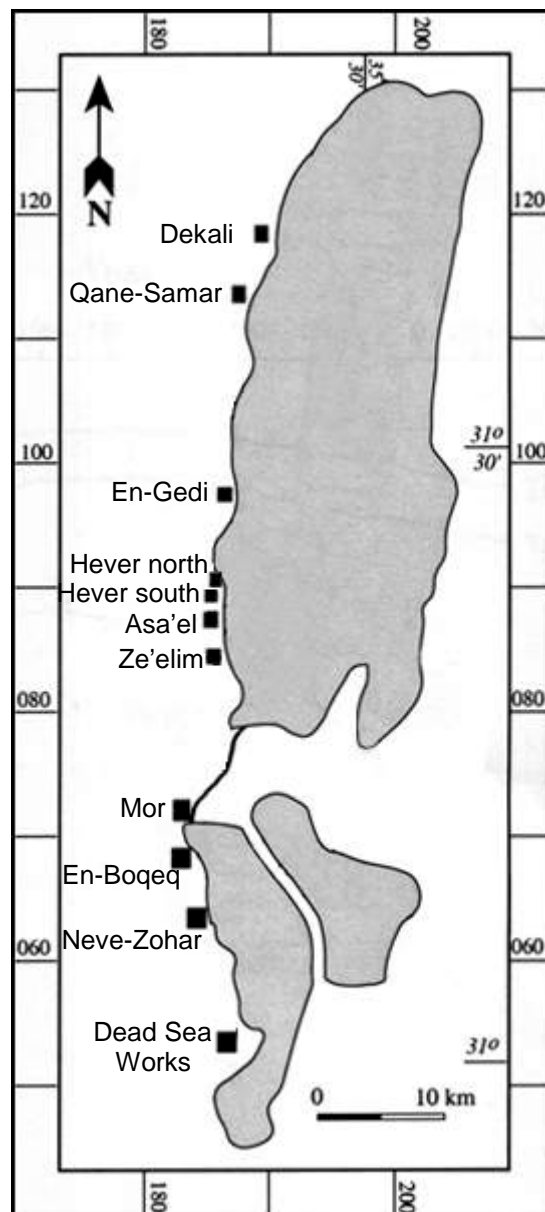 180
200
35°
30'
N
120
Dekali
120
Qane-Samar
31º
30'
100
100
En-Gedi
Hever north
Hever south
Asa'el
Ze'elim
080
080
Mor
En-Boqeq
Neve-Zohar
060
060
Dead Sea
Works
31º
0 10 km
180
200